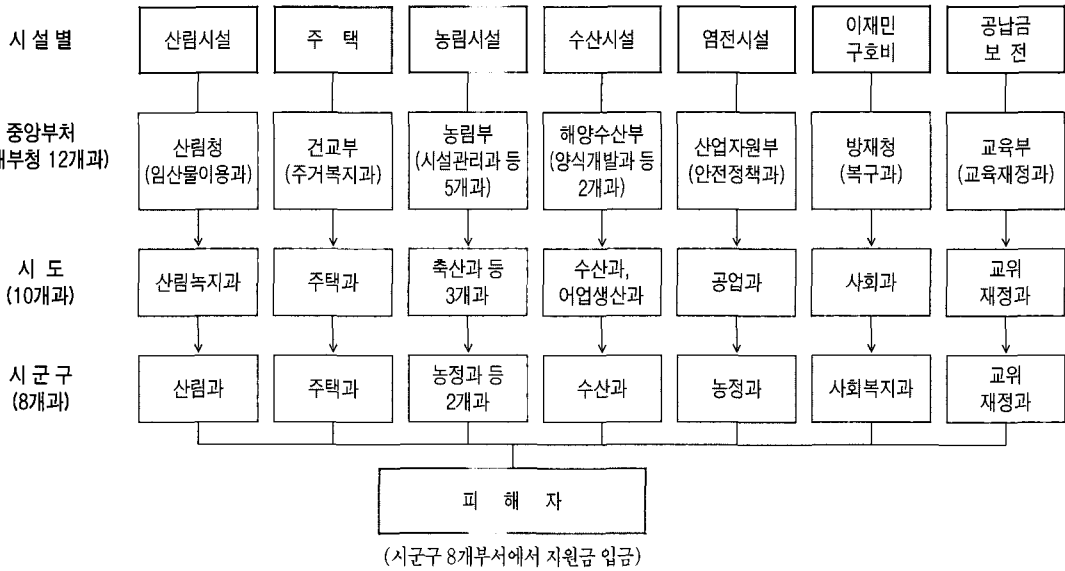 시 설 별
산림시설
주 택
농림시설
수산시설
염전시설
이재민
구호비
공납금
보 전
중앙부처
부청 12개과)
산림청
(임산물이용과)
건교부
(주거복지과)
농림부
(시설관리과 등
5개과)
해양수산부
(양식개발과 등
2개과)
산업자원부
(안전정책과)
방재청
(복구과)
교육부
(교육재정과)
시 도
(10개과)
산림녹지과
주택과
축산과 등
3개과
수산과,
어업생산과
공업과
사회과
교위
재정과
시 군 구
(8개과)
산림과
주택과
농정과 등
2개과
수산과
농정과
사회복지과
교위
재정과
피 해 자
(시군구 8개부서에서 지원금 입금)